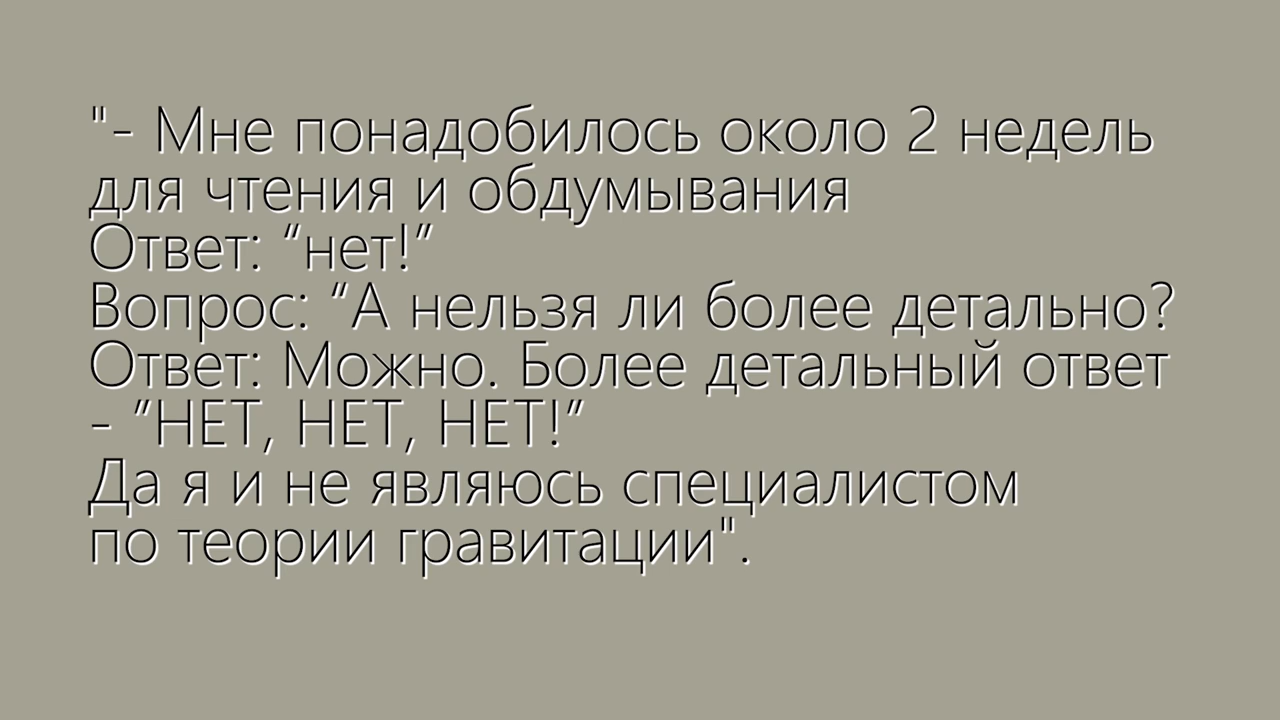 "- Мне понадобилось около 2 недель
для чтения и обдумывания
Ответ: “нет!”
Вопрос: “А нельзя ли более детально?
Ответ: Можно. Более детальный ответ
- ”НЕТ, НЕТ, НЕТ!”
Да я и не являюсь специалистом
по теории гравитации".